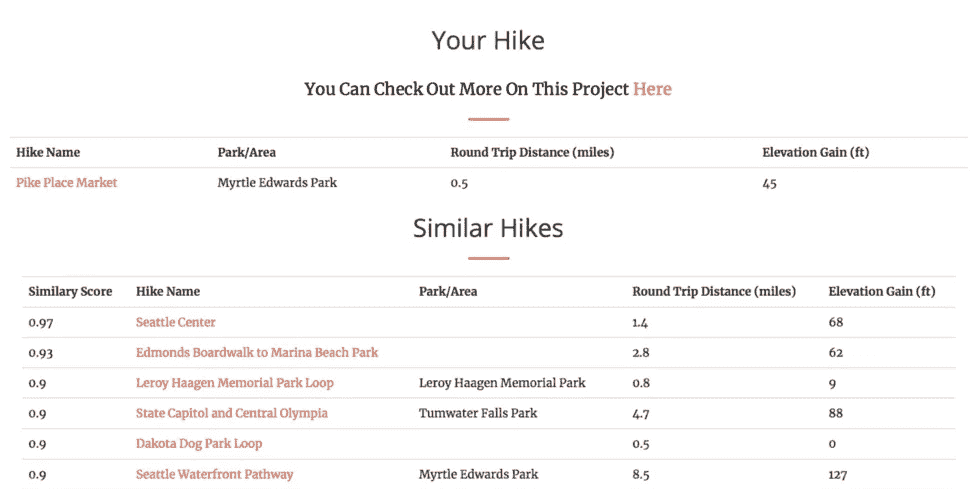 Your Hike
You Can Check Out More On This Project Here
Hike Name Park/Area Round Trip Distance (miles) Elevation Gain (ft)
Pike Place Market Myrtle Edwards Park 0.5 45
Similar Hikes
Similary Score Hike Name Park/Area Round Trip Distance (miles) Elevation Gain (ft)
0.97 Seattle Center 1.4 68
0.93 Edmonds Boardwalk to Marina Beach Park 2.8 62
0.9 Leroy Haagen Memorial Park Loop Leroy Haagen Memorial Park 0.8 9
0.9 State Capitol and Central Olympia Tumwater Falls Park 4.7 88
0.9 Dakota Dog Park Loop 0.5 0
0.9 Seattle Waterfront Pathway Myrtle Edwards Park 8.5 127